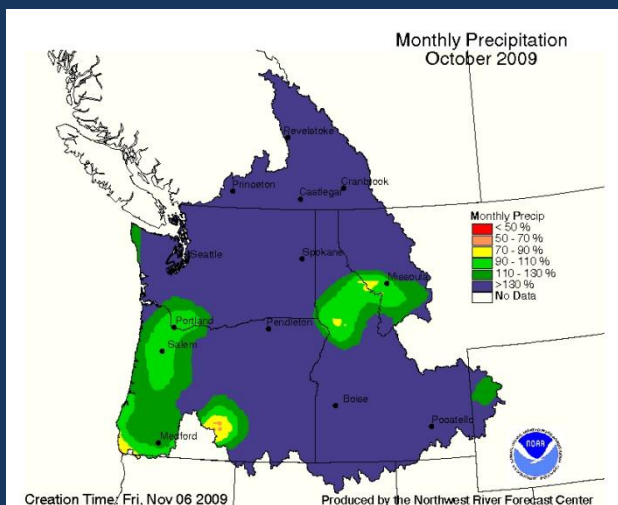 Monthly Precipitation
October 2009
Revelstoke
Princeton
Castlegar
Cranbrook
Seattle
Spokane
Missoula
Portland
Pendleton
Salem
Boise
Pocatello
Medford
Monthly Precip
< 50 %
50 - 70 %
70 - 90 %
90 - 110 %
110 - 130 %
>130 %
No Data
NOAA
Creation Time: Fri, Nov 06 2009
Produced by the Northwest River Forecast Center